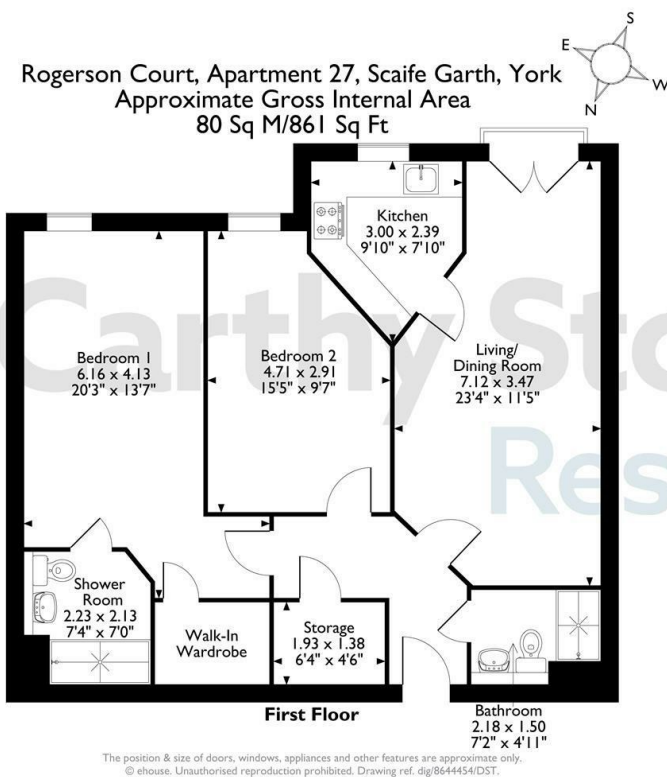 S
E
W
N
Rogerson Court, Apartment 27, Scaife Garth, York
Approximate Gross Internal Area
80 Sq M/861 Sq Ft
Kitchen
3.00 x 2.39
9'10" x 7'10"
Carthy Sto
Bedroom 1
6.16 x 4.13
20'3" x 13'7"
Bedroom 2
4.71 x 2.91
15'5" x 9'7"
Living/
Dining Room
7.12 x 3.47
23'4" x 11'5"
Res
Shower
Room
2.23 x 2.13
7'4" x 7'0"
Walk-In
Wardrobe
Storage
1.93 x 1.38
6'4" x 4'6"
First Floor
Bathroom
2.18 x 1.50
7'2" x 4'11"
The position & size of doors, windows, appliances and other features are approximate only.
© ehouse. Unauthorised reproduction prohibited. Drawing ref. dig/8644454/DST.